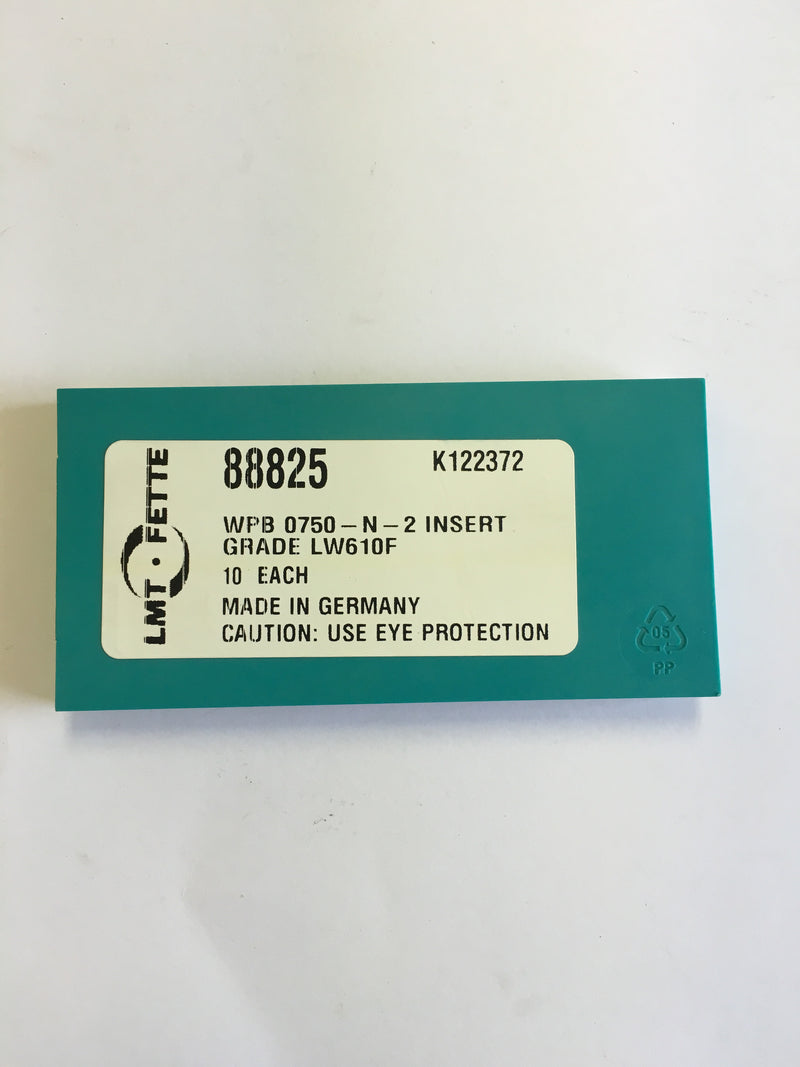 LMT • FETTE
88825
K122372
WPB 0750-N-2 INSERT
GRADE LW610F
10 EACH
MADE IN GERMANY
CAUTION: USE EYE PROTECTION
05
PP